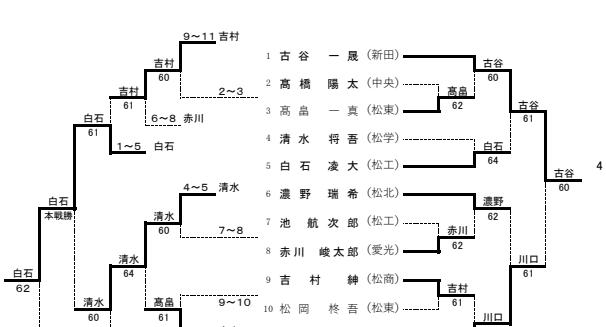 9～11 吉村
1 古谷 一晟 (新田)
吉村
60
古谷
60
2 髙橋 陽太 (中央)
2～3
髙畠
62
吉村
61
古谷
61
3 髙畠 一真 (松東)
6～8 赤川
白石
61
4 清水 将吾 (松学)
1～5 白石
白石
64
5 白石 凌大 (松工)
4
古谷
60
4～5 清水
6 濃野 瑞希 (松北)
白石
本戦勝
濃野
62
清水
60
7 池 航次郎 (松工)
7～8
赤川
62
8 赤川 峻太郎 (愛光)
清水
64
川口
61
白石
62
9 吉村 紳 (松商)
吉村
61
清水
60
髙畠
61
9～10
10 松岡 柊吾 (松東)
川口